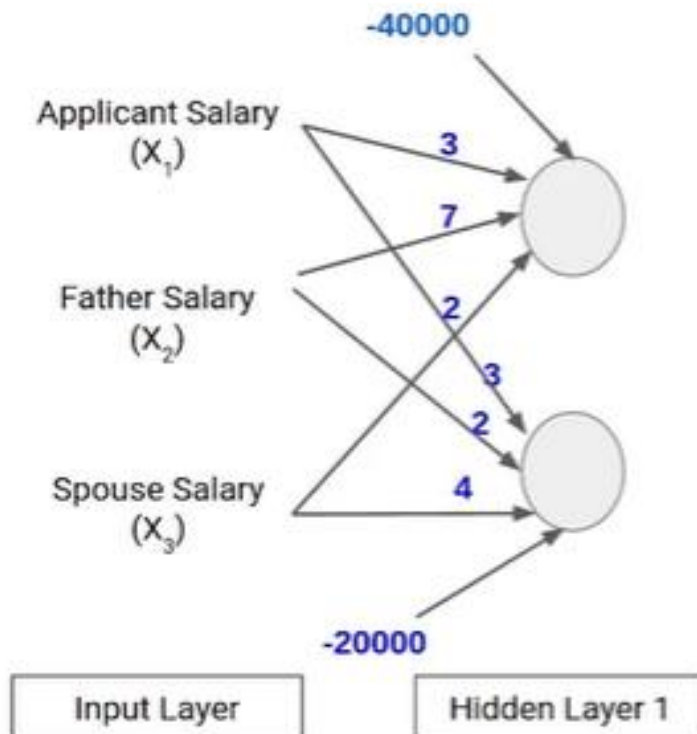 -40000
Applicant Salary
(X₁)
3
7
Father Salary
(X₂)
2
3
2
Spouse Salary
(X₃)
4
-20000
Input Layer
Hidden Layer 1